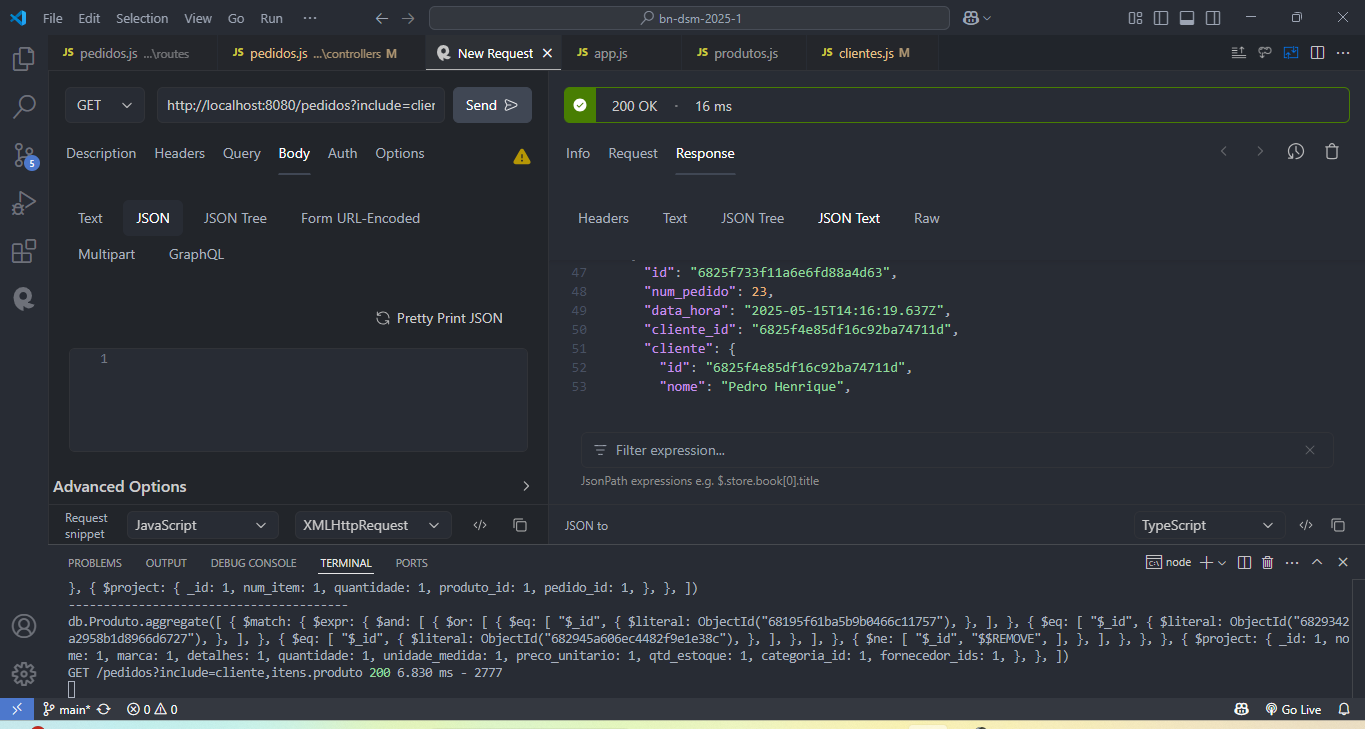 File Edit Selection View Go Run ··· bn-dsm-2025-1
JS pedidos.js ...\routes JS pedidos.js ...\controllers M New Request JS app.js JS produtos.js JS clientes.js M
GET http://localhost:8080/pedidos?include=clier Send 200 OK · 16 ms
Description Headers Query Body Auth Options Info Request Response
5
Text JSON JSON Tree Form URL-Encoded Headers Text JSON Tree JSON Text Raw
Multipart GraphQL
47 "id": "6825f733f11a6e6fd88a4d63",
48 "num_pedido": 23,
49 "data_hora": "2025-05-15T14:16:19.637Z",
50 "cliente_id": "6825f4e85df16c92ba74711d",
51 "cliente": {
52 "id": "6825f4e85df16c92ba74711d",
53 "nome": "Pedro Henrique",
Pretty Print JSON
1
Filter expression...
JsonPath expressions e.g. $.store.book[0].title
Advanced Options
Request snippet JavaScript XMLHttpRequest JSON to TypeScript
PROBLEMS OUTPUT DEBUG CONSOLE TERMINAL PORTS node
}, { $project: { _id: 1, num_item: 1, quantidade: 1, produto_id: 1, pedido_id: 1, }, }, ])
----------------------------------------
db.Produto.aggregate([ { $match: { $expr: { $and: [ { $or: [ { $eq: [ "$_id", { $literal: ObjectId("68195f61ba5b9b0466c11757"), }, ], }, { $eq: [ "$_id", { $literal: ObjectId("6829342
a2958b1d8966d6727"), }, ], }, { $eq: [ "$_id", { $literal: ObjectId("682945a606ec4482f9e1e38c"), }, ], }, ], }, { $ne: [ "$_id", "$$REMOVE", ], }, ], }, }, }, { $project: { _id: 1, no
me: 1, marca: 1, detalhes: 1, quantidade: 1, unidade_medida: 1, preco_unitario: 1, qtd_estoque: 1, categoria_id: 1, fornecedor_ids: 1, }, }, ])
GET /pedidos?include=cliente,itens.produto 200 6.830 ms - 2777
main* 0 0 Go Live